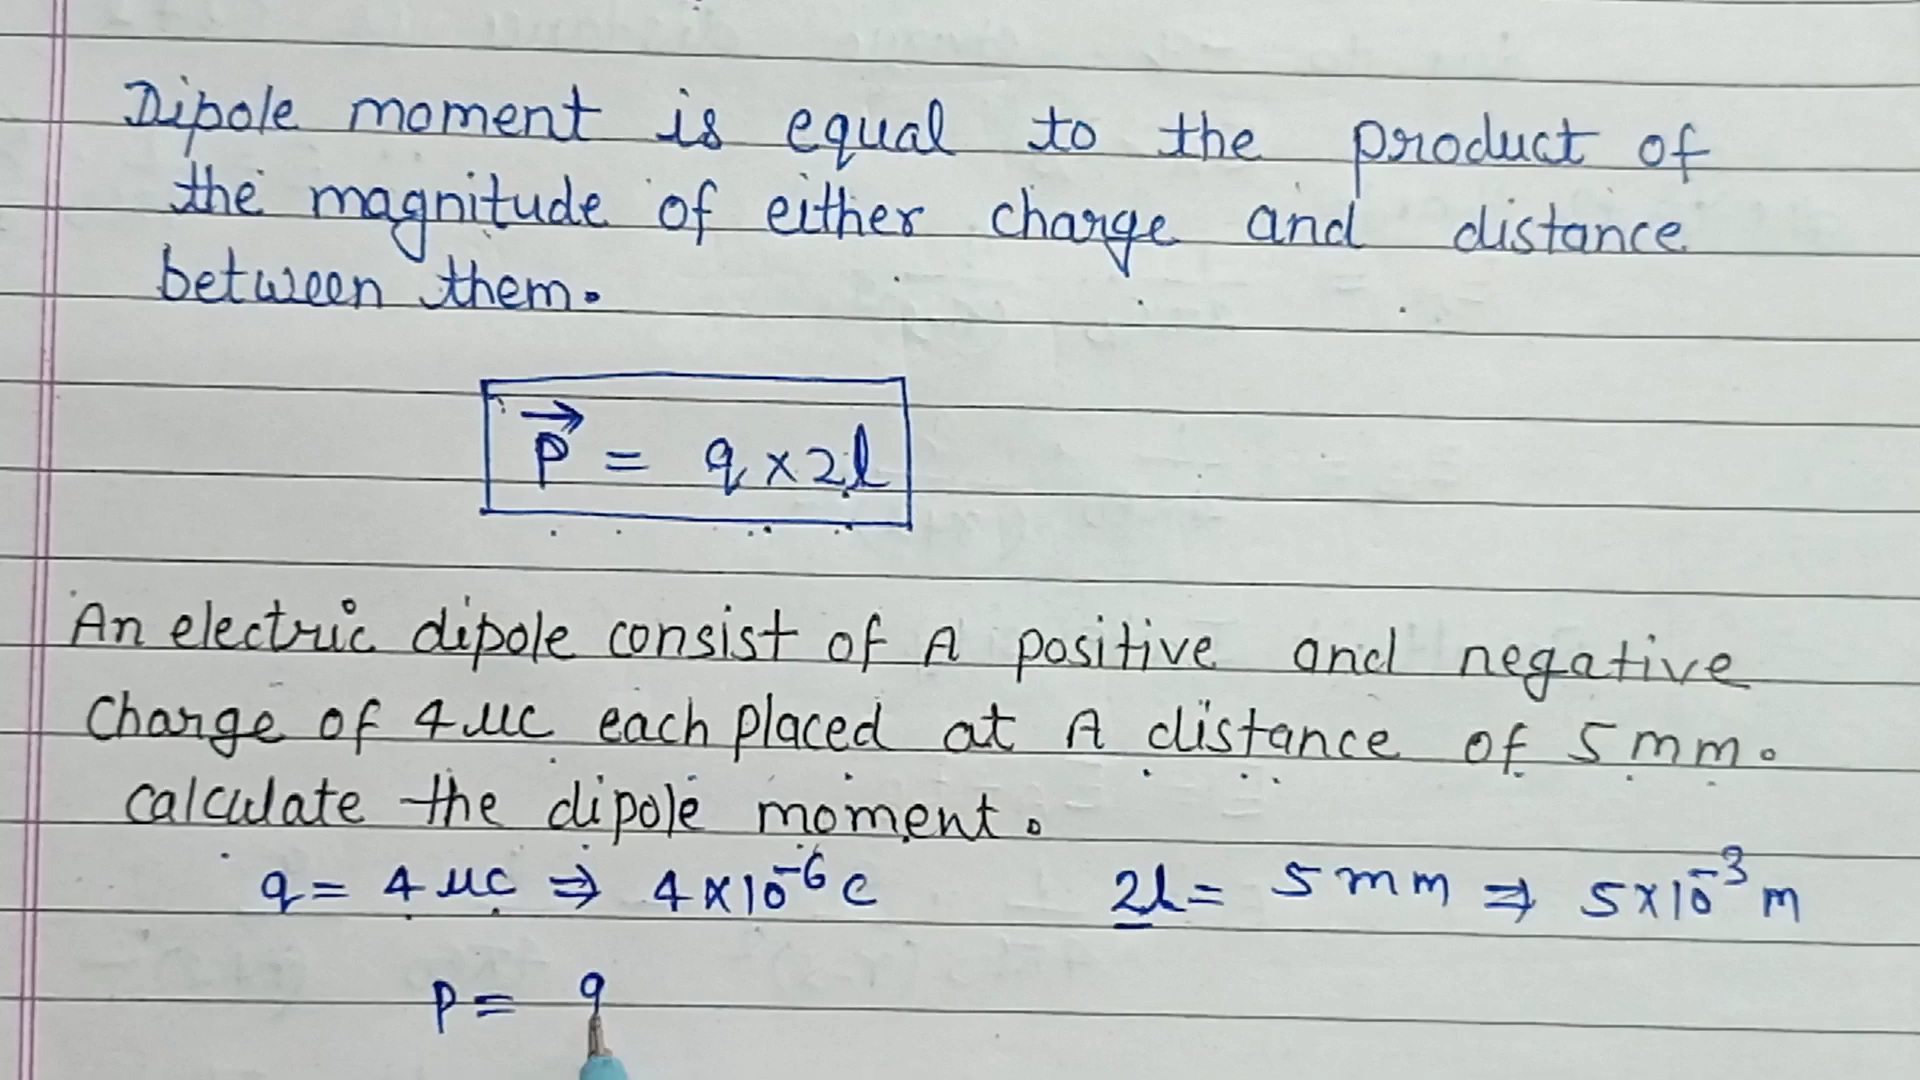 Dipole moment is equal to the product of
the magnitude of either charge and distance
between them.
→P = q × 2l
An electric dipole consist of A positive and negative
charge of 4 μc each placed at A distance of 5 mm.
calculate the dipole moment.
q = 4 μc ⇒ 4×10⁻⁶ c 2l = 5 mm ⇒ 5×10⁻³ m
P = q